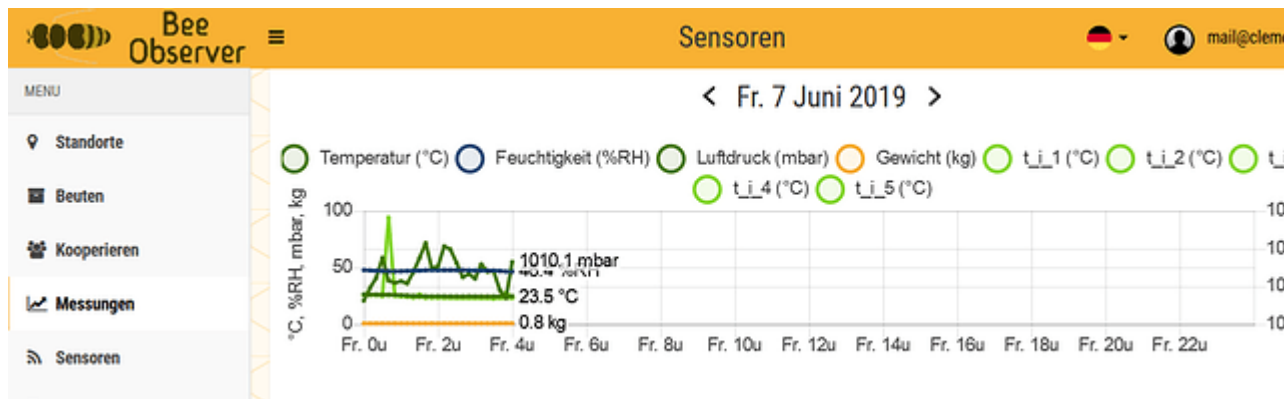 Bee
Observer
Sensoren
mail@cleme
MENU
Standorte
Beuten
Kooperieren
Messungen
Sensoren
< Fr. 7 Juni 2019 >
Temperatur (°C) Feuchtigkeit (%RH) Luftdruck (mbar) Gewicht (kg) t_i_1 (°C) t_i_2 (°C)
t_i_4 (°C) t_i_5 (°C)
°C, %RH, mbar, kg
100
50
0
1010.1 mbar
23.5 °C
0.8 kg
Fr. 0u Fr. 2u Fr. 4u Fr. 6u Fr. 8u Fr. 10u Fr. 12u Fr. 14u Fr. 16u Fr. 18u Fr. 20u Fr. 22u